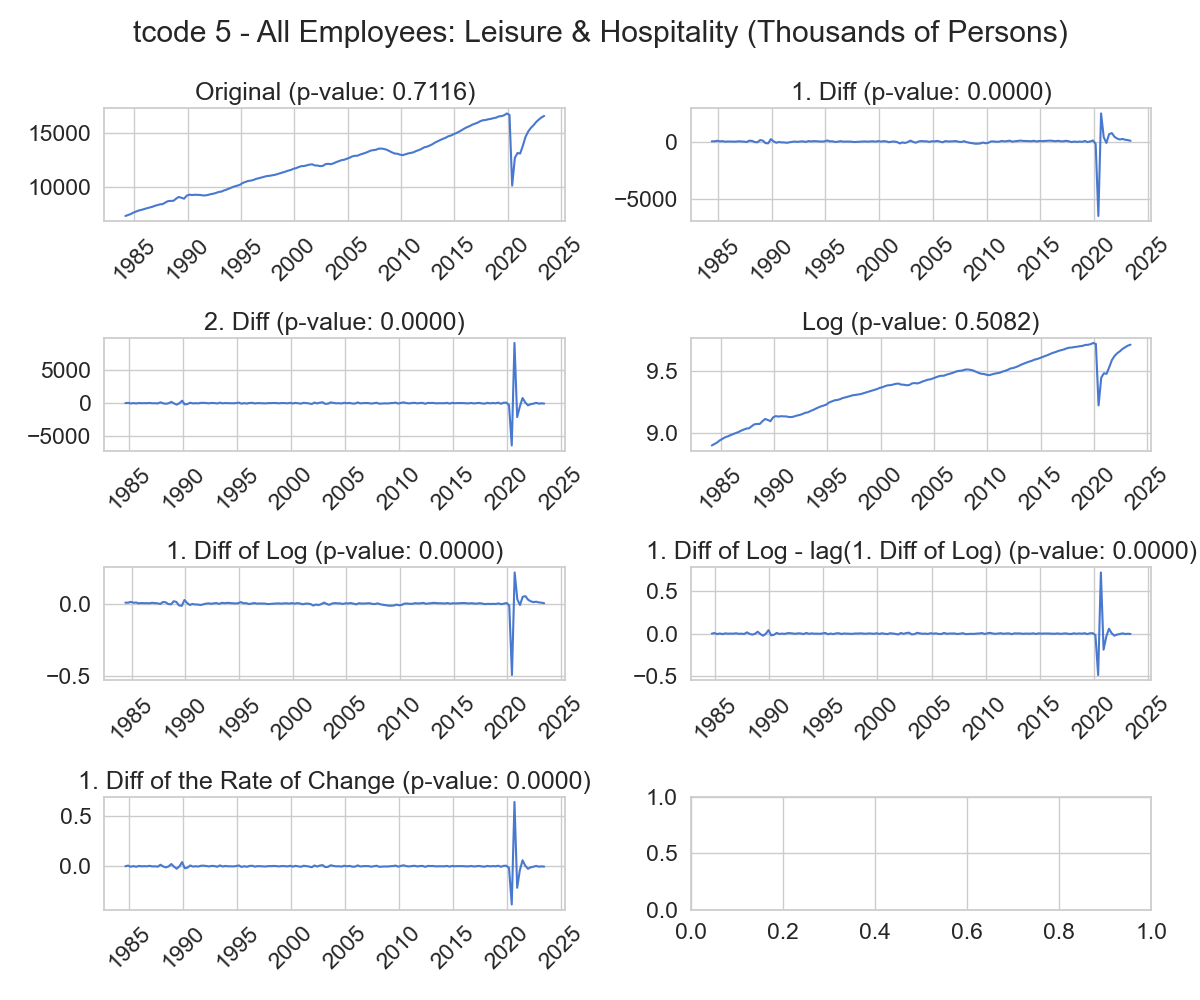 tcode 5 - All Employees: Leisure & Hospitality (Thousands of Persons)
Original (p-value: 0.7116)
15000
10000
1985 1990 1995 2000 2005 2010 2015 2020 2025
1. Diff (p-value: 0.0000)
0
−5000
1985 1990 1995 2000 2005 2010 2015 2020 2025
2. Diff (p-value: 0.0000)
5000
0
−5000
1985 1990 1995 2000 2005 2010 2015 2020 2025
Log (p-value: 0.5082)
9.5
9.0
1985 1990 1995 2000 2005 2010 2015 2020 2025
1. Diff of Log (p-value: 0.0000)
0.0
−0.5
1985 1990 1995 2000 2005 2010 2015 2020 2025
1. Diff of Log - lag(1. Diff of Log) (p-value: 0.0000)
0.5
0.0
−0.5
1985 1990 1995 2000 2005 2010 2015 2020 2025
1. Diff of the Rate of Change (p-value: 0.0000)
0.5
0.0
1985 1990 1995 2000 2005 2010 2015 2020 2025
1.0
0.5
0.0
0.0 0.2 0.4 0.6 0.8 1.0